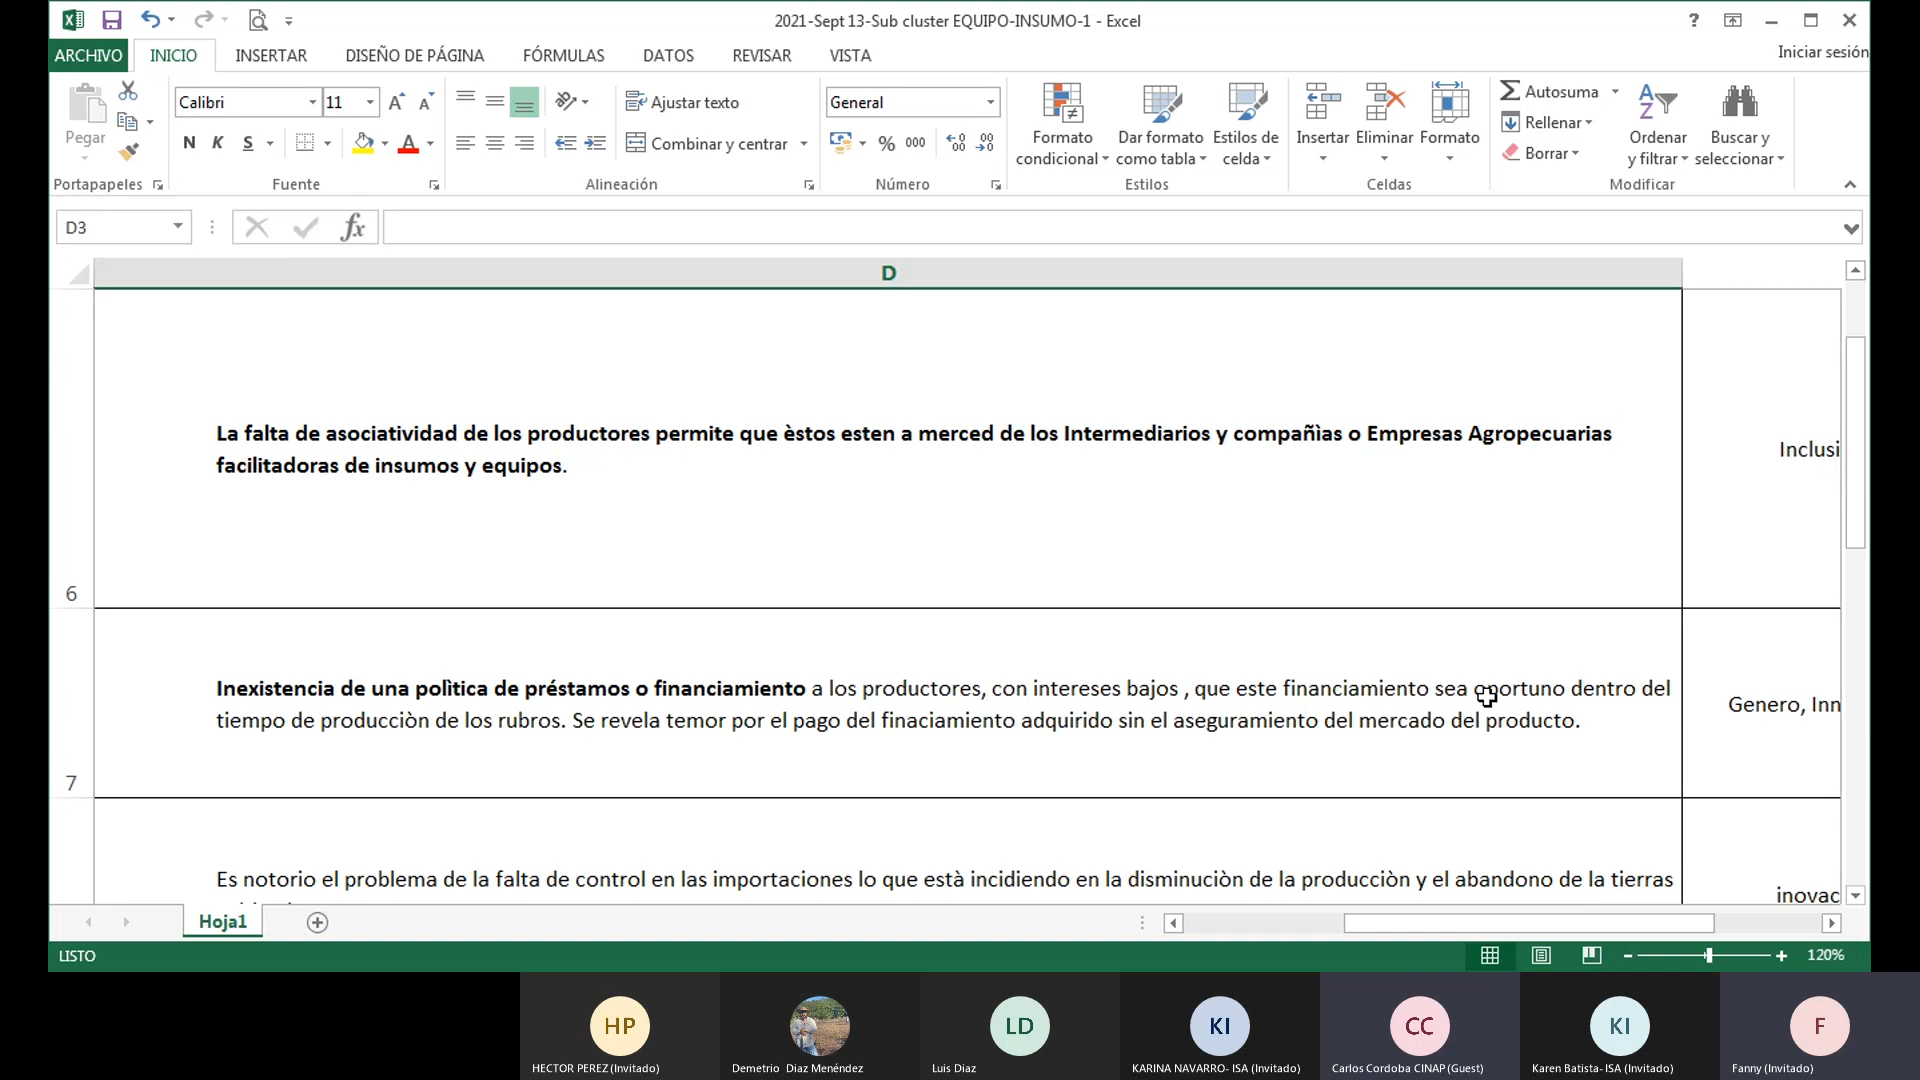 2021-Sept 13-Sub cluster EQUIPO-INSUMO-1 - Excel
?
ARCHIVO INICIO INSERTAR DISEÑO DE PÁGINA FÓRMULAS DATOS REVISAR VISTA Iniciar sesión
Pegar
Calibri 11
N K S
Ajustar texto
Combinar y centrar
General
% 000
Formato condicional
Dar formato como tabla
Estilos de celda
Insertar Eliminar Formato
Autosuma
Rellenar
Borrar
Ordenar y filtrar
Buscar y seleccionar
Portapapeles Fuente Alineación Número Estilos Celdas Modificar
D3 fx
D
La falta de asociatividad de los productores permite que èstos esten a merced de los Intermediarios y compañìas o Empresas Agropecuarias
facilitadoras de insumos y equipos.
Inclusi
6
Inexistencia de una polìtica de préstamos o financiamiento a los productores, con intereses bajos , que este financiamiento sea oportuno dentro del
tiempo de producciòn de los rubros. Se revela temor por el pago del finaciamiento adquirido sin el aseguramiento del mercado del producto.
Genero, Inn
7
Es notorio el problema de la falta de control en las importaciones lo que està incidiendo en la disminuciòn de la producciòn y el abandono de la tierras
inovac
Hoja1
LISTO
120%
HP LD KI CC KI F
HECTOR PEREZ (Invitado) Demetrio Diaz Menéndez Luis Diaz KARINA NAVARRO- ISA (Invitado) Carlos Cordoba CINAP (Guest) Karen Batista- ISA (Invitado) Fanny (Invitado)